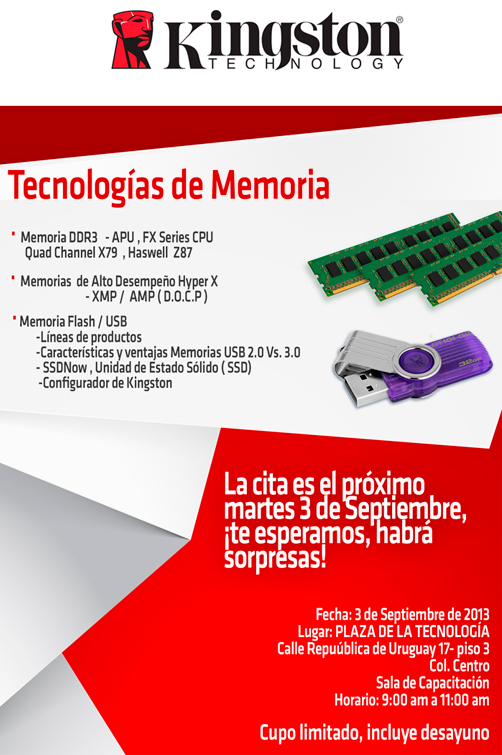 Kingston®
TECHNOLOGY
Tecnologías de Memoria
* Memoria DDR3 - APU , FX Series CPU
Quad Channel X79 , Haswell Z87
* Memorias de Alto Desempeño Hyper X
- XMP / AMP ( D.O.C.P )
* Memoria Flash / USB
-Líneas de productos
-Características y ventajas Memorias USB 2.0 Vs. 3.0
- SSDNow , Unidad de Estado Sólido ( SSD)
-Configurador de Kingston
La cita es el próximo
martes 3 de Septiembre,
¡te esperamos, habrá
sorpresas!
Fecha: 3 de Septiembre de 2013
Lugar: PLAZA DE LA TECNOLOGÍA
Calle Repuública de Uruguay 17- piso 3
Col. Centro
Sala de Capacitación
Horario: 9:00 am a 11:00 am
Cupo limitado, incluye desayuno